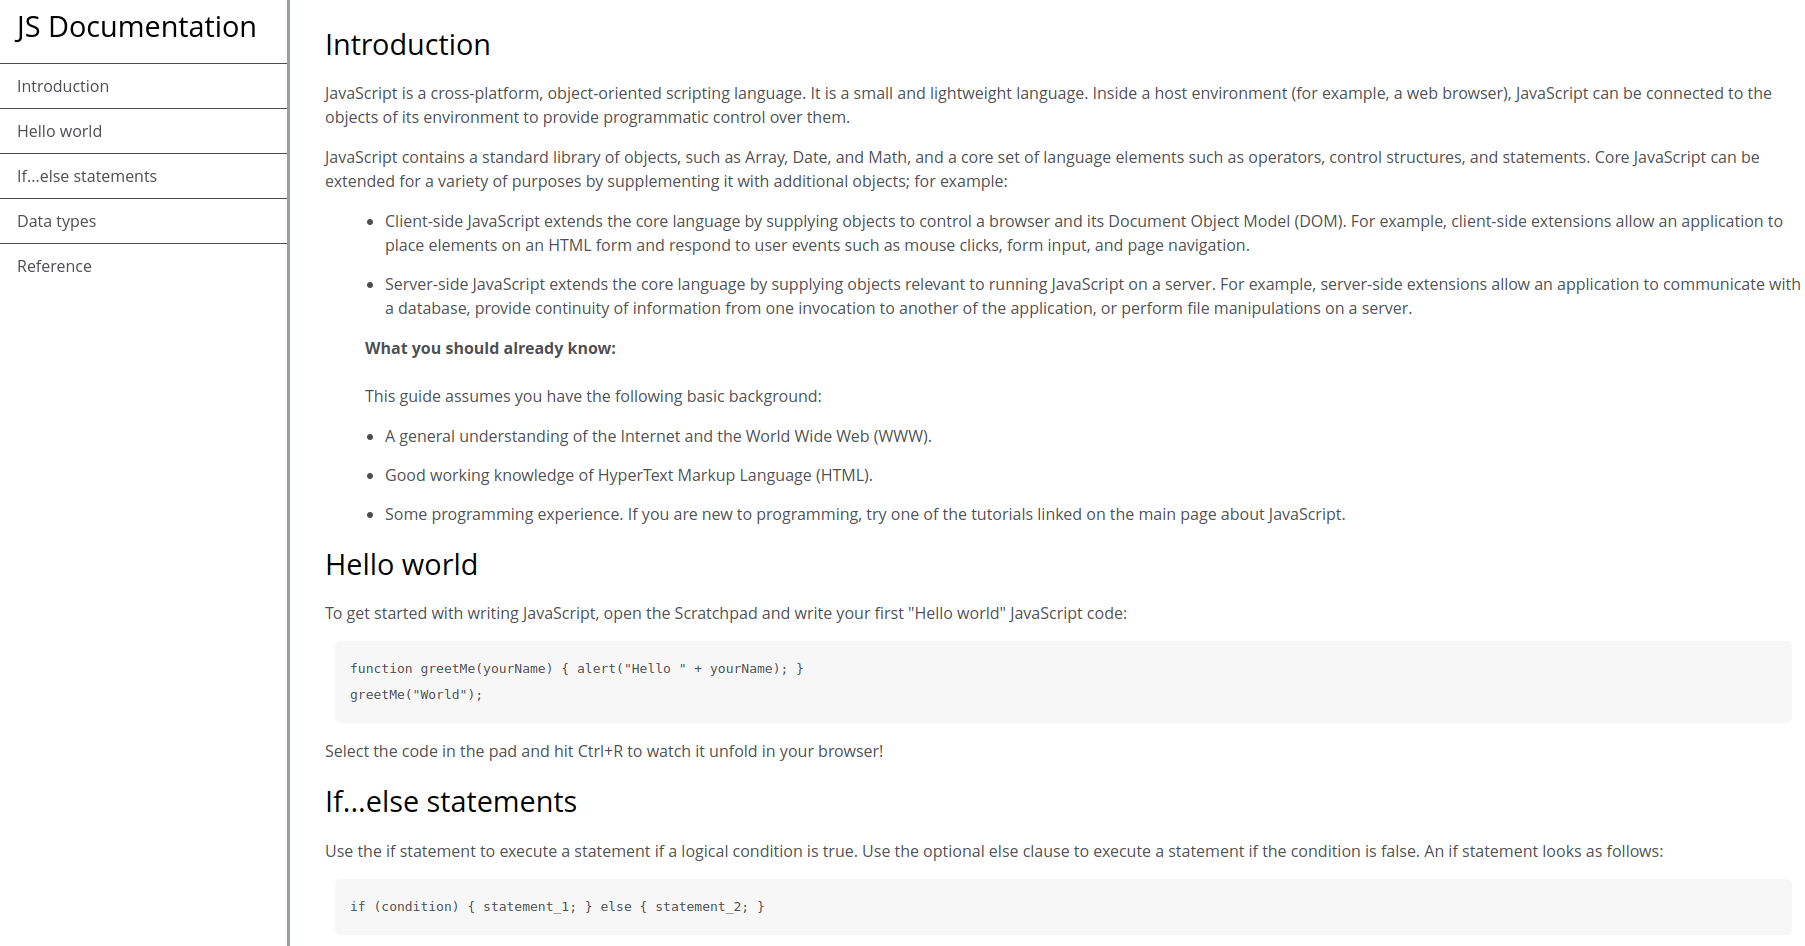 JS Documentation
Introduction
Hello world
If...else statements
Data types
Reference
Introduction
JavaScript is a cross-platform, object-oriented scripting language. It is a small and lightweight language. Inside a host environment (for example, a web browser), JavaScript can be connected to the
objects of its environment to provide programmatic control over them.
JavaScript contains a standard library of objects, such as Array, Date, and Math, and a core set of language elements such as operators, control structures, and statements. Core JavaScript can be
extended for a variety of purposes by supplementing it with additional objects; for example:
• Client-side JavaScript extends the core language by supplying objects to control a browser and its Document Object Model (DOM). For example, client-side extensions allow an application to
place elements on an HTML form and respond to user events such as mouse clicks, form input, and page navigation.
• Server-side JavaScript extends the core language by supplying objects relevant to running JavaScript on a server. For example, server-side extensions allow an application to communicate with
a database, provide continuity of information from one invocation to another of the application, or perform file manipulations on a server.
What you should already know:
This guide assumes you have the following basic background:
• A general understanding of the Internet and the World Wide Web (WWW).
• Good working knowledge of HyperText Markup Language (HTML).
• Some programming experience. If you are new to programming, try one of the tutorials linked on the main page about JavaScript.
Hello world
To get started with writing JavaScript, open the Scratchpad and write your first "Hello world" JavaScript code:
function greetMe(yourName) { alert("Hello " + yourName); }
greetMe("World");
Select the code in the pad and hit Ctrl+R to watch it unfold in your browser!
If...else statements
Use the if statement to execute a statement if a logical condition is true. Use the optional else clause to execute a statement if the condition is false. An if statement looks as follows:
if (condition) { statement_1; } else { statement_2; }